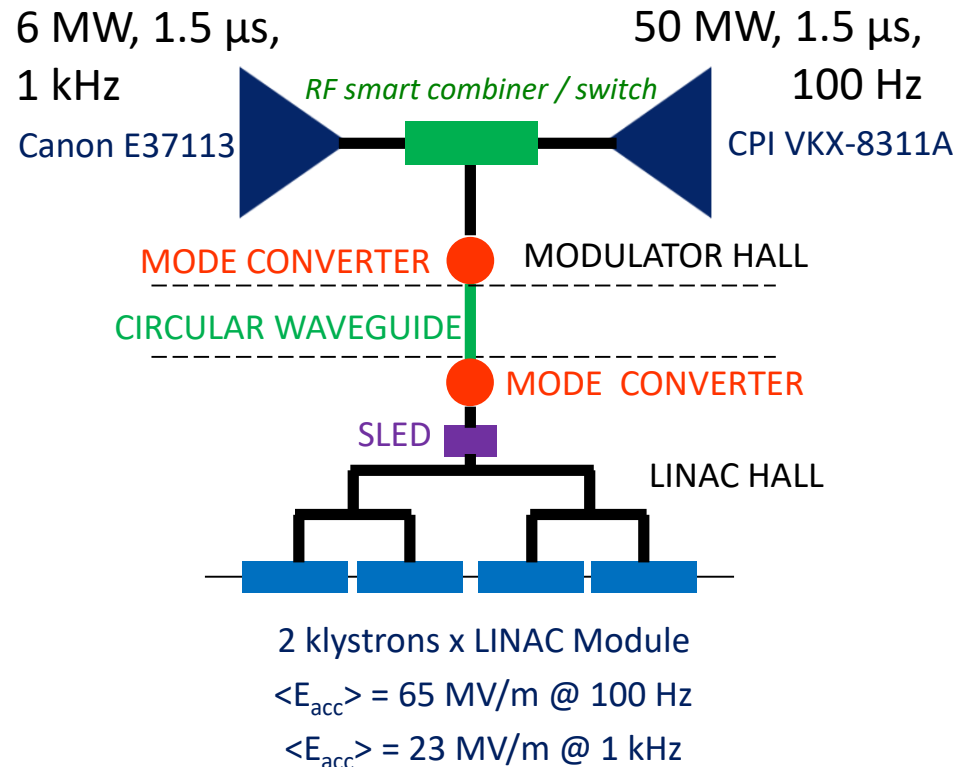 6 MW, 1.5 μs,
1 kHz
50 MW, 1.5 μs,
100 Hz
RF smart combiner / switch
Canon E37113
CPI VKX-8311A
MODE CONVERTER
MODULATOR HALL
CIRCULAR WAVEGUIDE
MODE CONVERTER
SLED
LINAC HALL
2 klystrons x LINAC Module
<E_acc> = 65 MV/m @ 100 Hz
<E_acc> = 23 MV/m @ 1 kHz